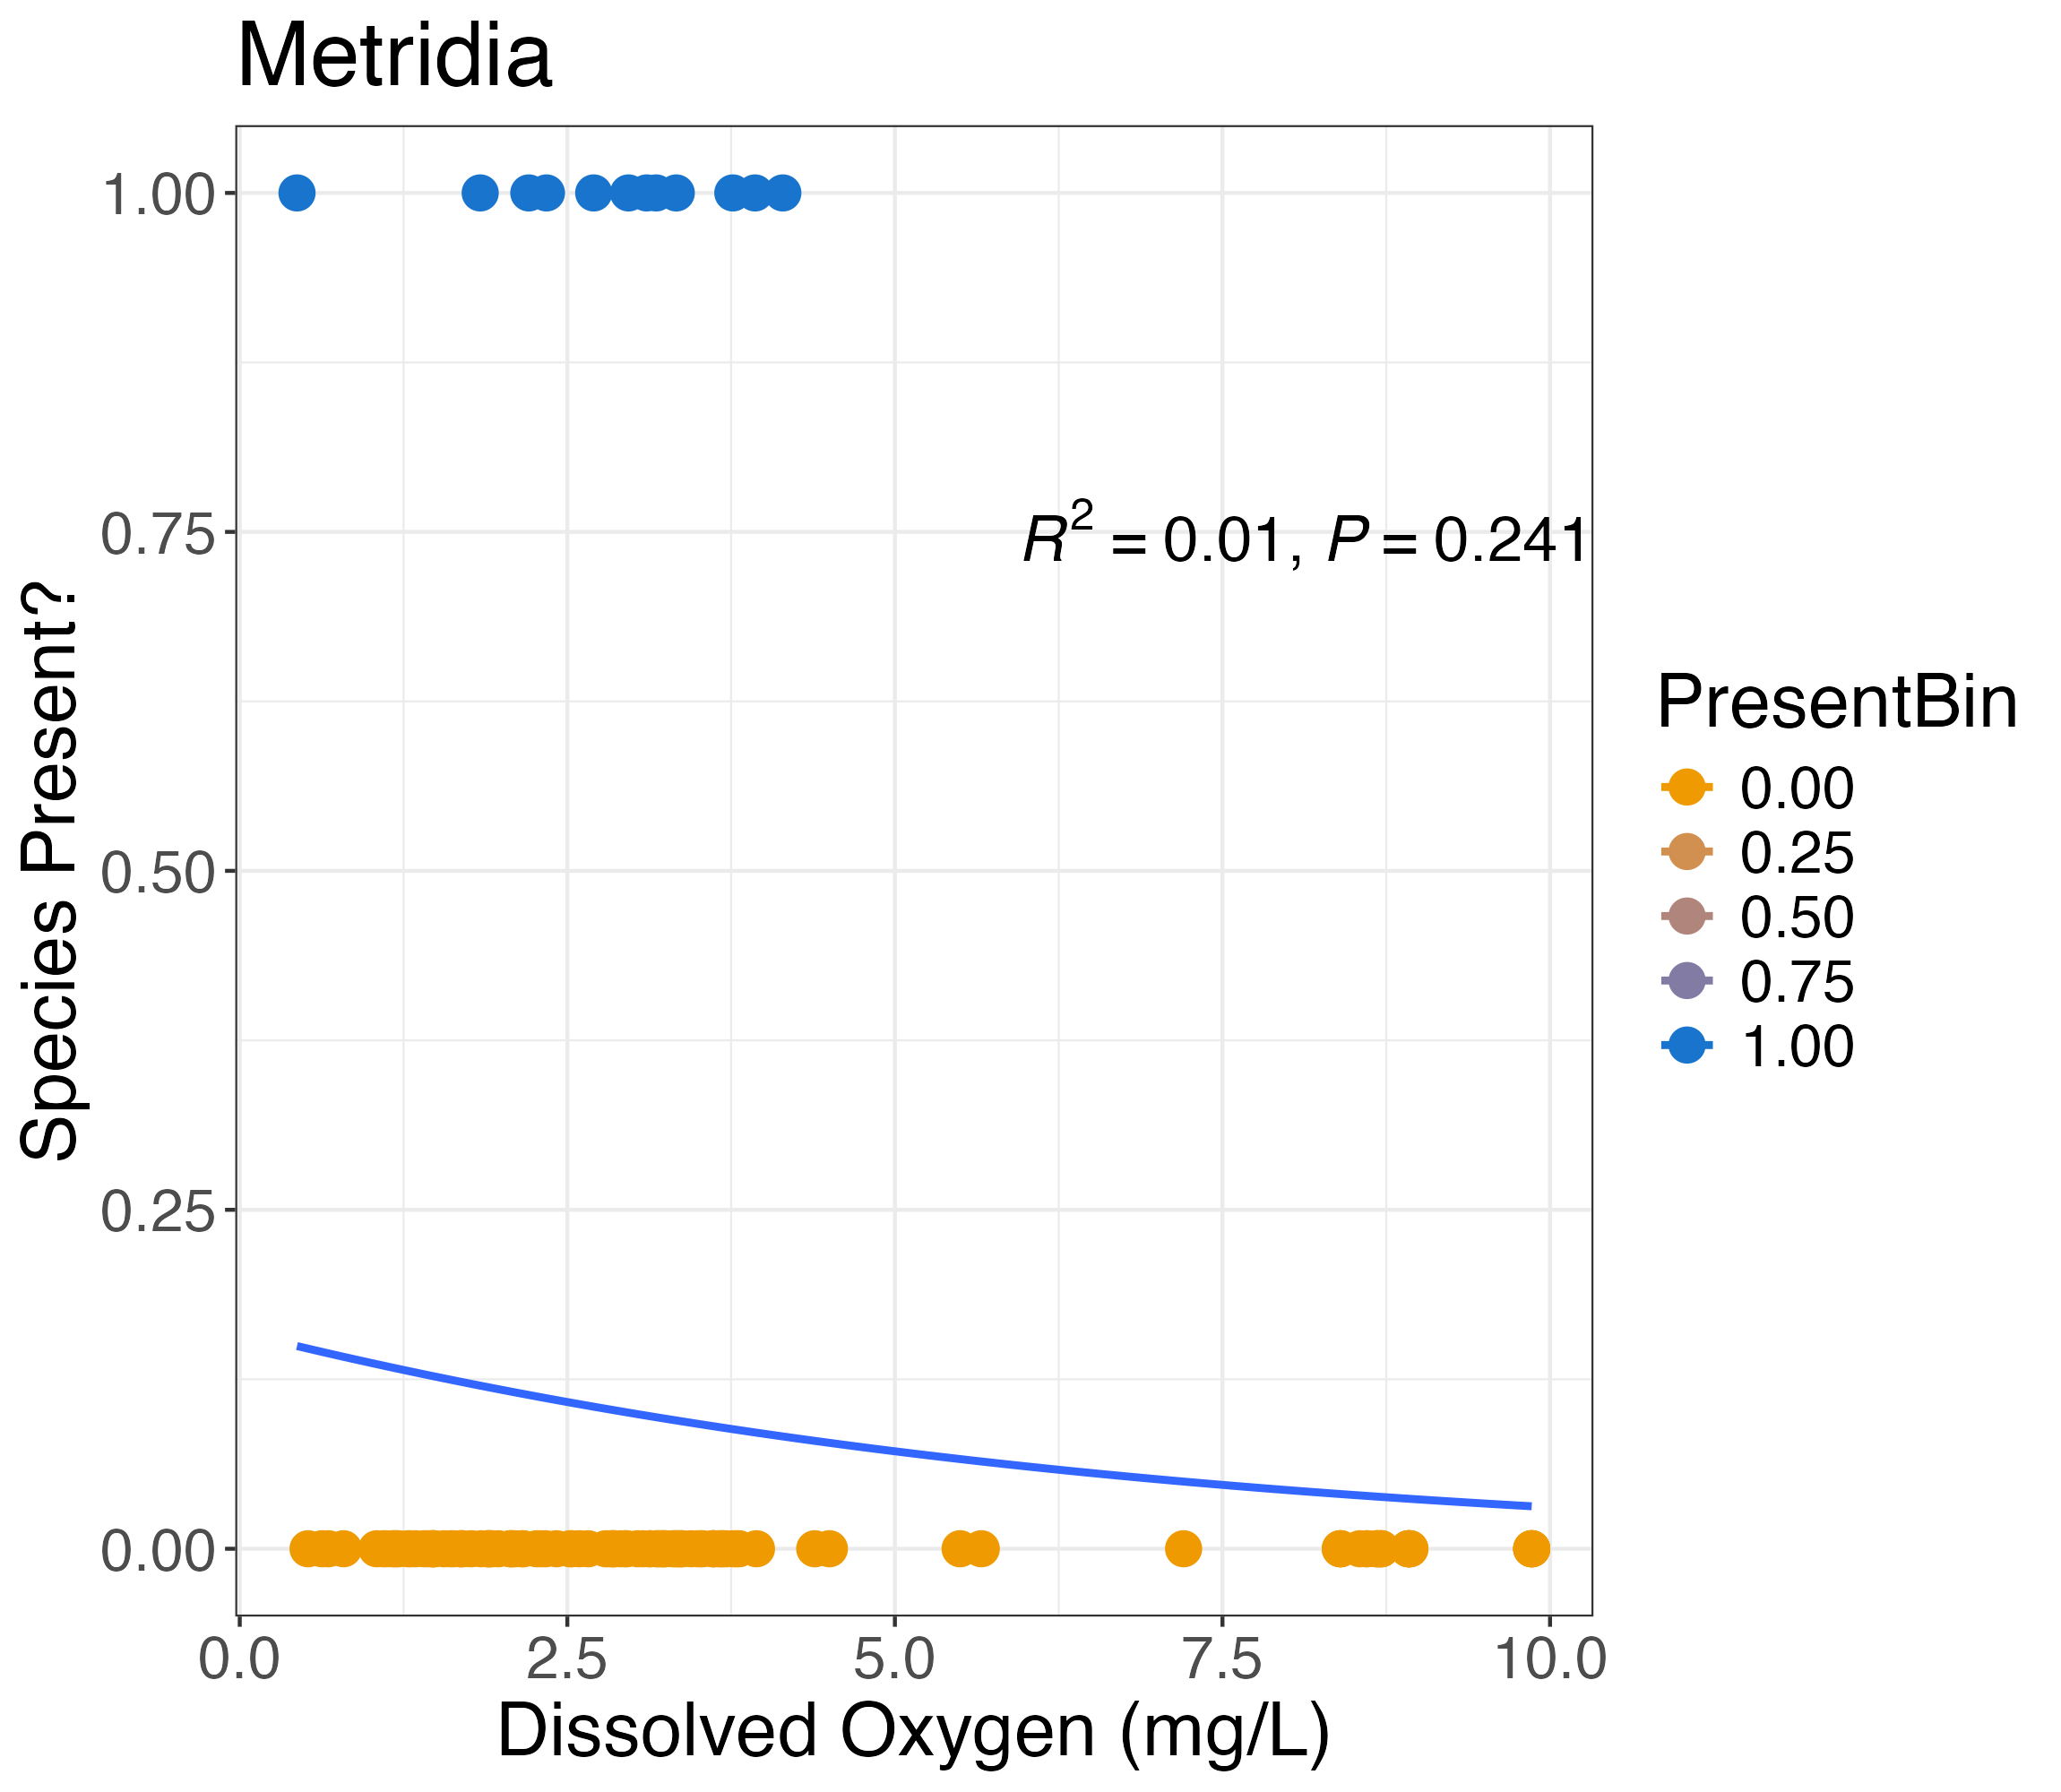 Metridia
Species Present?
1.00
0.75
0.50
0.25
0.00
R² = 0.01, P = 0.241
0.0 2.5 5.0 7.5 10.0
Dissolved Oxygen (mg/L)
PresentBin
0.00
0.25
0.50
0.75
1.00